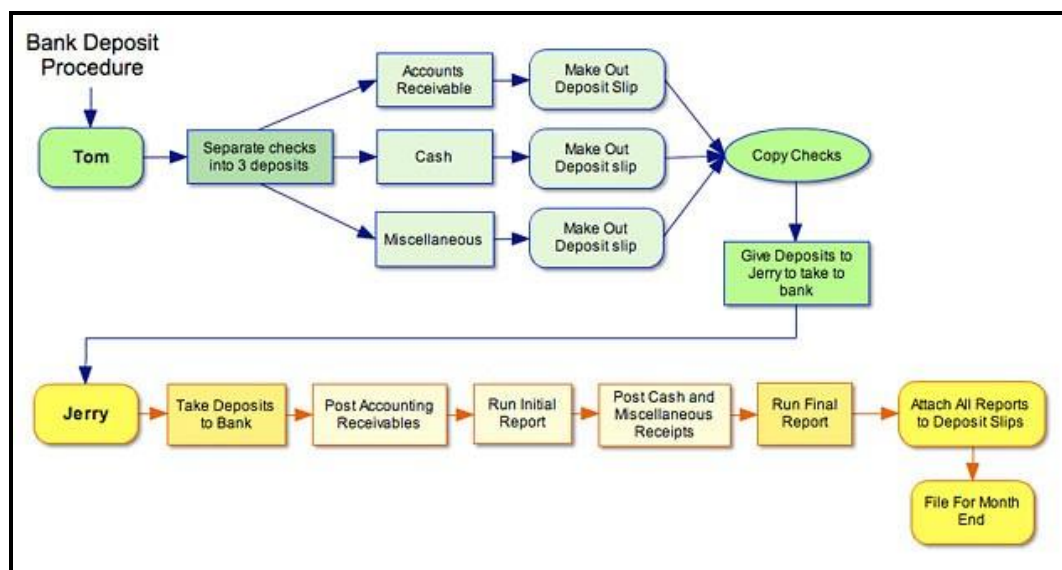 Bank Deposit
Procedure
Tom
Separate checks
into 3 deposits
Accounts
Receivable
Make Out
Deposit Slip
Cash
Make Out
Deposit slip
Miscellaneous
Make Out
Deposit slip
Copy Checks
Give Deposits to
Jerry to take to
bank
Jerry
Take Deposits
to Bank
Post Accounting
Receivables
Run Initial
Report
Post Cash and
Miscellaneous
Receipts
Run Final
Report
Attach All Reports
to Deposit Slips
File For Month
End